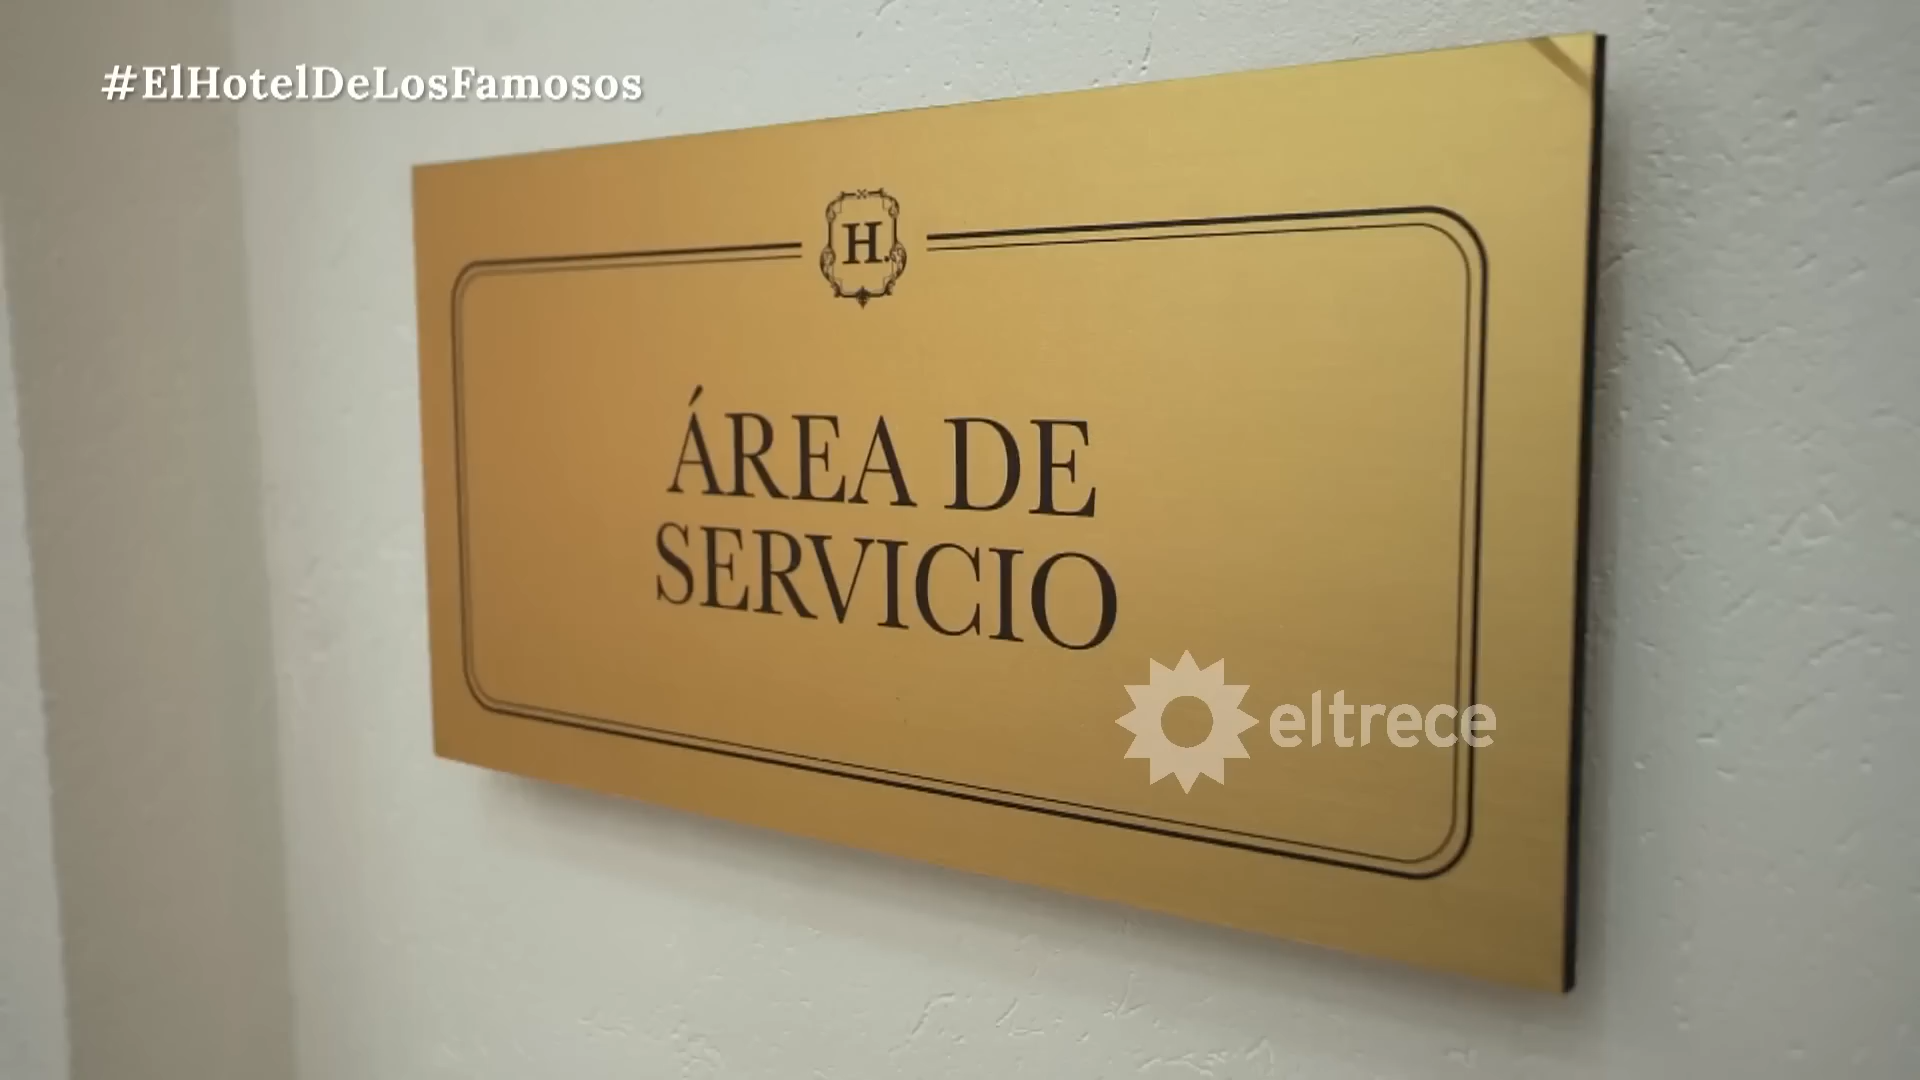 #ElHotelDeLosFamosos
H.
ÁREA DE
SERVICIO
eltrece